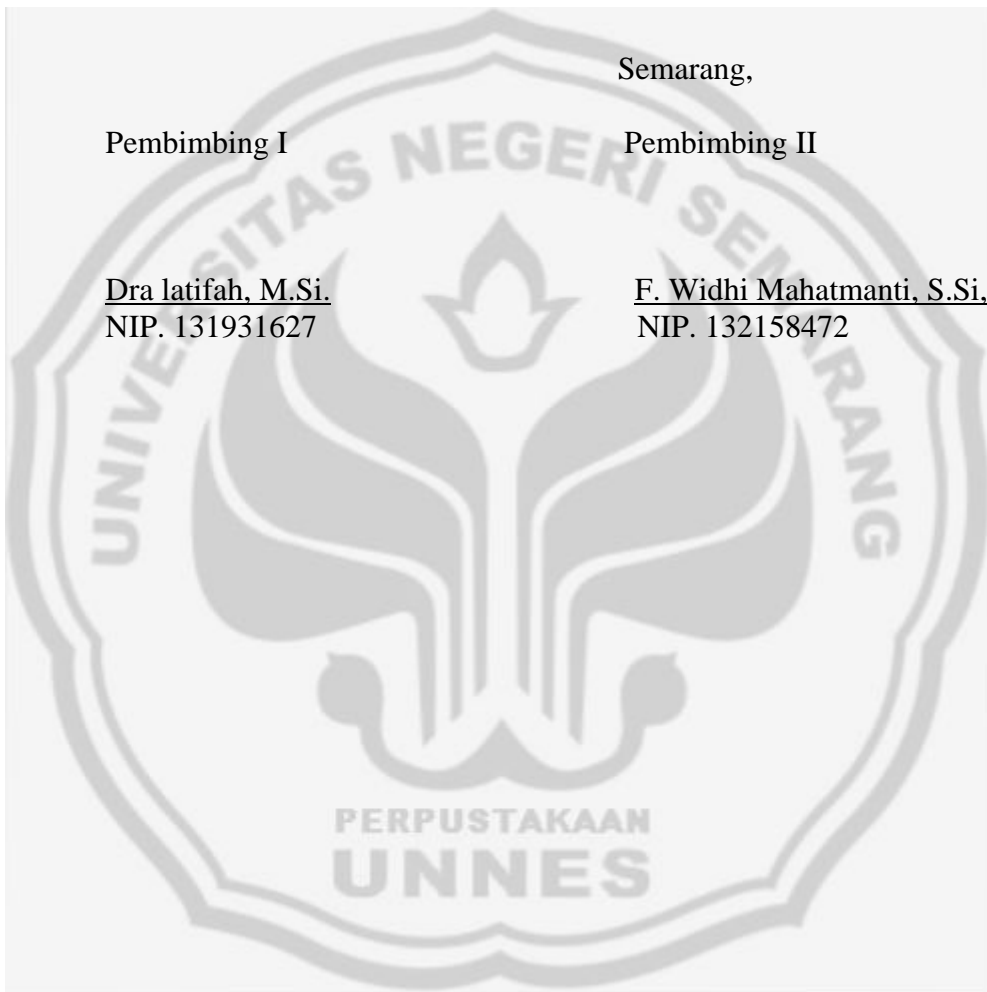 Semarang,
Pembimbing I Pembimbing II
Dra latifah, M.Si. F. Widhi Mahatmanti, S.Si,
NIP. 131931627 NIP. 132158472
UNIVERSITAS NEGERI SEMARANG
PERPUSTAKAAN
UNNES